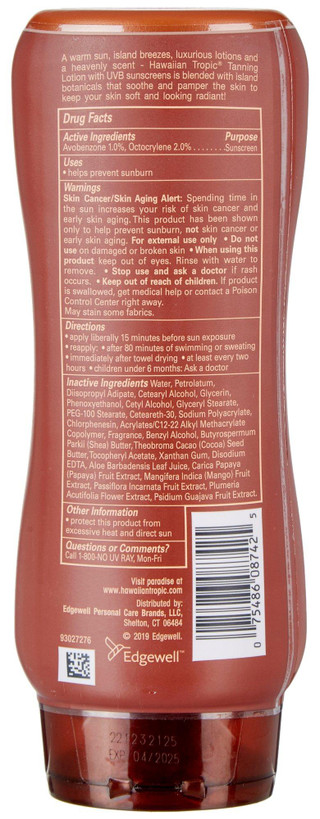 A warm sun, island breezes, luxurious lotions and
a heavenly scent - Hawaiian Tropic® Tanning
Lotion with UVB sunscreens is blended with island
botanicals that soothe and pamper the skin to
keep your skin soft and looking radiant!
Drug Facts
Active Ingredients Purpose
Avobenzone 1.0%, Octocrylene 2.0% ........ Sunscreen
Uses
• helps prevent sunburn
Warnings
Skin Cancer/Skin Aging Alert: Spending time in
the sun increases your risk of skin cancer and
early skin aging. This product has been shown
only to help prevent sunburn, not skin cancer or
early skin aging. For external use only • Do not
use on damaged or broken skin • When using this
product keep out of eyes. Rinse with water to
remove. • Stop use and ask a doctor if rash
occurs. • Keep out of reach of children. If product
is swallowed, get medical help or contact a Poison
Control Center right away.
May stain some fabrics.
Directions
• apply liberally 15 minutes before sun exposure
• reapply: • after 80 minutes of swimming or sweating
• immediately after towel drying • at least every two
hours • children under 6 months: Ask a doctor
Inactive Ingredients Water, Petrolatum,
Diisopropyl Adipate, Cetearyl Alcohol, Glycerin,
Phenoxyethanol, Cetyl Alcohol, Glyceryl Stearate,
PEG-100 Stearate, Ceteareth-30, Sodium Polyacrylate,
Chlorphenesin, Acrylates/C12-22 Alkyl Methacrylate
Copolymer, Fragrance, Benzyl Alcohol, Butyrospermum
Parkii (Shea) Butter, Theobroma Cacao (Cocoa) Seed
Butter, Tocopheryl Acetate, Xanthan Gum, Disodium
EDTA, Aloe Barbadensis Leaf Juice, Carica Papaya
(Papaya) Fruit Extract, Mangifera Indica (Mango) Fruit
Extract, Passiflora Incarnata Fruit Extract, Plumeria
Acutifolia Flower Extract, Psidium Guajava Fruit Extract.
Other Information
• protect this product from
excessive heat and direct sun
Questions or Comments?
Call 1-800-NO UV RAY, Mon-Fri
Visit paradise at
www.hawaiiantropic.com
Distributed by:
Edgewell Personal Care Brands, LLC,
Shelton, CT 06484
© 2019 Edgewell.
93027276
Edgewell™
0 75486 08742 5
221232125
EXP 04/2025